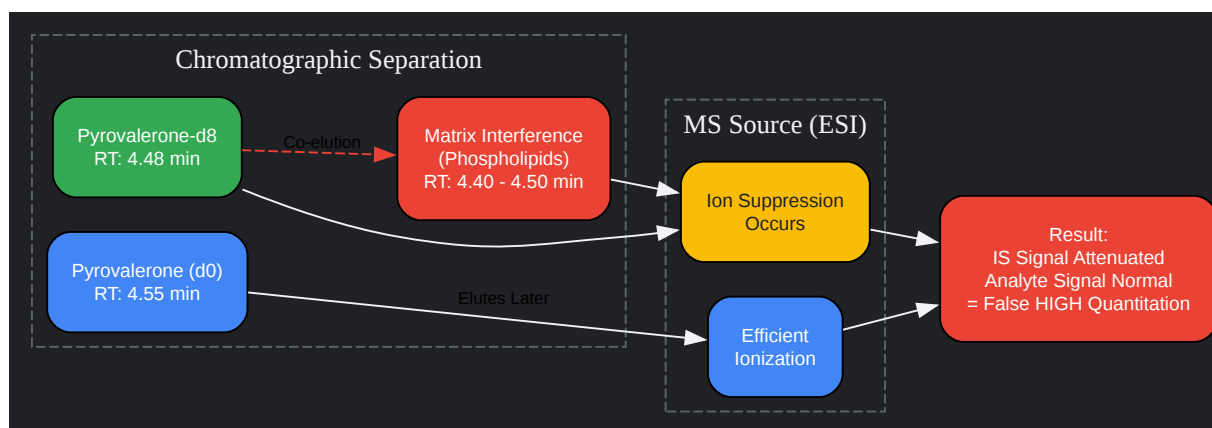 Chromatographic Separation
Pyrovalerone-d8
RT: 4.48 min
Co-elution
Matrix Interference
(Phospholipids)
RT: 4.40 - 4.50 min
Pyrovalerone (d0)
RT: 4.55 min
Elutes Later
MS Source (ESI)
Ion Suppression
Occurs
Efficient
Ionization
Result:
IS Signal Attenuated
Analyte Signal Normal
= False HIGH Quantitation